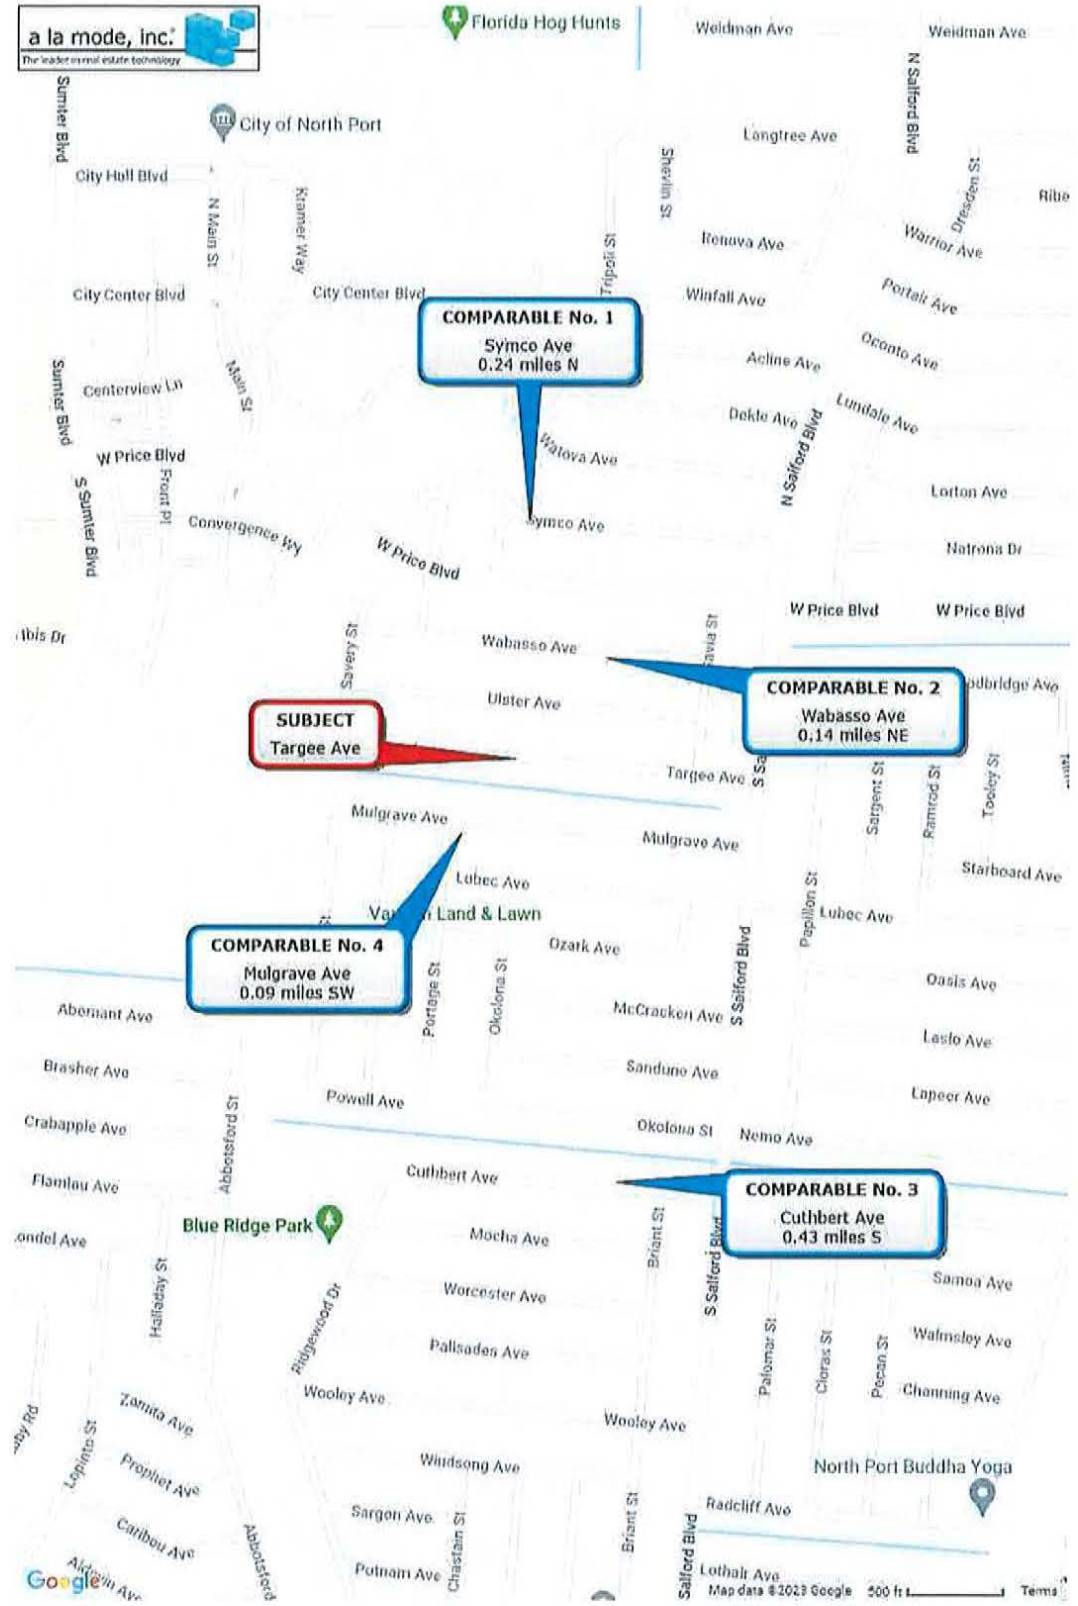 a la mode, inc.
The leader in real estate technology
Florida Hog Hunts
Weidman Ave
Weidman Ave
Sumter Blvd
N Salford Blvd
City of North Port
Langtree Ave
Shevlin St
Dresden St
City Hall Blvd
Ribe
N Main St
Kramer Way
Renova Ave
Warrior Ave
Tripoli St
City Center Blvd
City Center Blvd
Winfall Ave
Portair Ave
COMPARABLE No. 1
Symco Ave
0.24 miles N
Oconto Ave
Acline Ave
Centerview Ln
Main St
Sumter Blvd
Dekle Ave
Lundale Ave
N Salford Blvd
Watova Ave
W Price Blvd
Front Pl
S Sumter Blvd
Lorton Ave
Convergence Wy
Symco Ave
W Price Blvd
Natrona Dr
W Price Blvd
W Price Blvd
Ibis Dr
Savery St
Wabasso Ave
avia St
COMPARABLE No. 2
Wabasso Ave
0.14 miles NE
odbridge Ave
Ulster Ave
SUBJECT
Targee Ave
Targee Ave
S Sa
Sargent St
Ramrod St
Tooley St
Mulgrave Ave
Mulgrave Ave
Lubec Ave
Starboard Ave
Papillon St
Lubec Ave
Va
Land & Lawn
COMPARABLE No. 4
Mulgrave Ave
0.09 miles SW
Ozark Ave
S Salford Blvd
Portage St
Okolona St
Oasis Ave
Abernant Ave
McCracken Ave
Laslo Ave
Brasher Ave
Sanduno Ave
Lapeer Ave
Powell Ave
Crabapple Ave
Abbotsford St
Okolona St
Nemo Ave
Cuthbert Ave
COMPARABLE No. 3
Cuthbert Ave
0.43 miles S
Flamlau Ave
Blue Ridge Park
Briant St
S Salford Blvd
ondel Ave
Mocha Ave
Halladay St
Worcester Ave
Samoa Ave
Ridgewood Dr
Palisades Ave
Palomar St
Cloras St
Pecan St
Walmsley Ave
Wooley Ave
Channing Ave
Zamita Ave
by Rd
Lopinto St
Wooley Ave
Prophet Ave
Windsong Ave
North Port Buddha Yoga
Sargon Ave
Chastain St
Briant St
Radcliff Ave
Caribou Ave
Abbotsford
Salford Blvd
Putnam Ave
Lothair Ave
Google
Map data ©2023 Google
500 ft
Terms